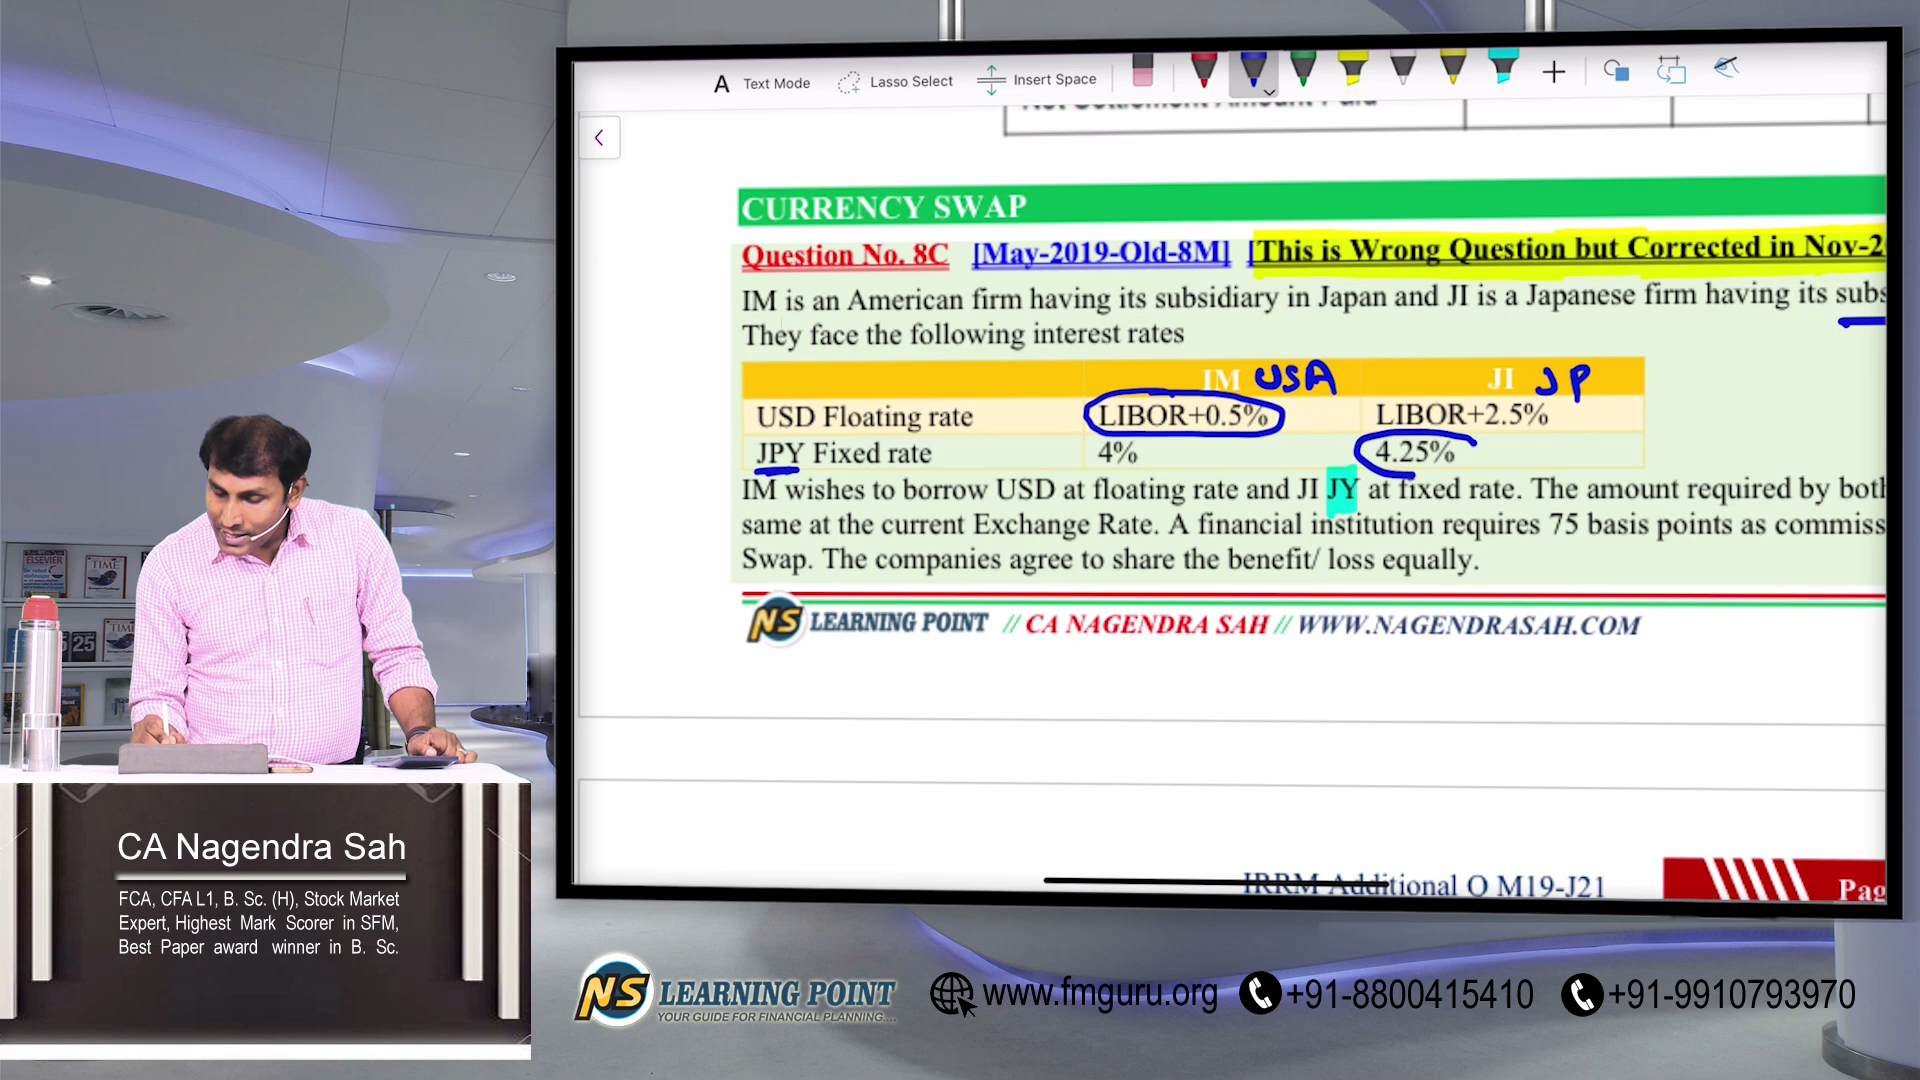 A Text Mode Lasso Select Insert Space
CURRENCY SWAP
Question No. 8C [May-2019-Old-8M] [This is Wrong Question but Corrected in Nov-2
IM is an American firm having its subsidiary in Japan and JI is a Japanese firm having its subs
They face the following interest rates
IM USA JI JP
USD Floating rate LIBOR+0.5% LIBOR+2.5%
JPY Fixed rate 4% 4.25%
IM wishes to borrow USD at floating rate and JI JY at fixed rate. The amount required by both
same at the current Exchange Rate. A financial institution requires 75 basis points as commiss
Swap. The companies agree to share the benefit/ loss equally.
NS LEARNING POINT // CA NAGENDRA SAH // WWW.NAGENDRASAH.COM
IRRM Additional Q M19-J21
Pag
ELSEVIER
TIME
TIME
25
CA Nagendra Sah
FCA, CFA L1, B. Sc. (H), Stock Market
Expert, Highest Mark Scorer in SFM,
Best Paper award winner in B. Sc.
NS LEARNING POINT
YOUR GUIDE FOR FINANCIAL PLANNING....
www.fmguru.org +91-8800415410 +91-9910793970